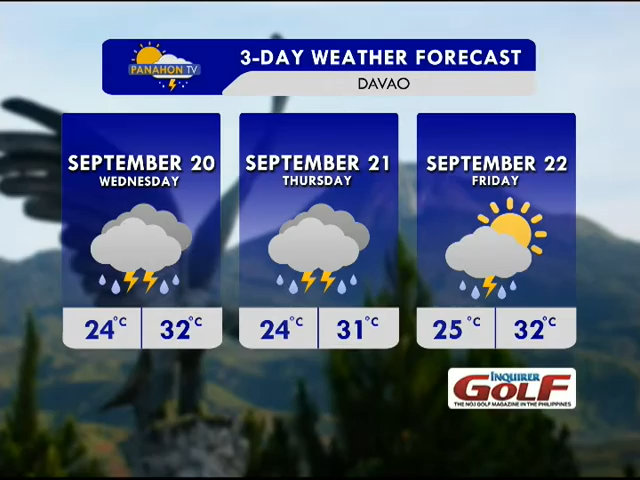 PANAHON TV
3-DAY WEATHER FORECAST
DAVAO
SEPTEMBER 20
WEDNESDAY
24°C 32°C
SEPTEMBER 21
THURSDAY
24°C 31°C
SEPTEMBER 22
FRIDAY
25°C 32°C
INQUIRER
GOLF
THE NO.1 GOLF MAGAZINE IN THE PHILIPPINES